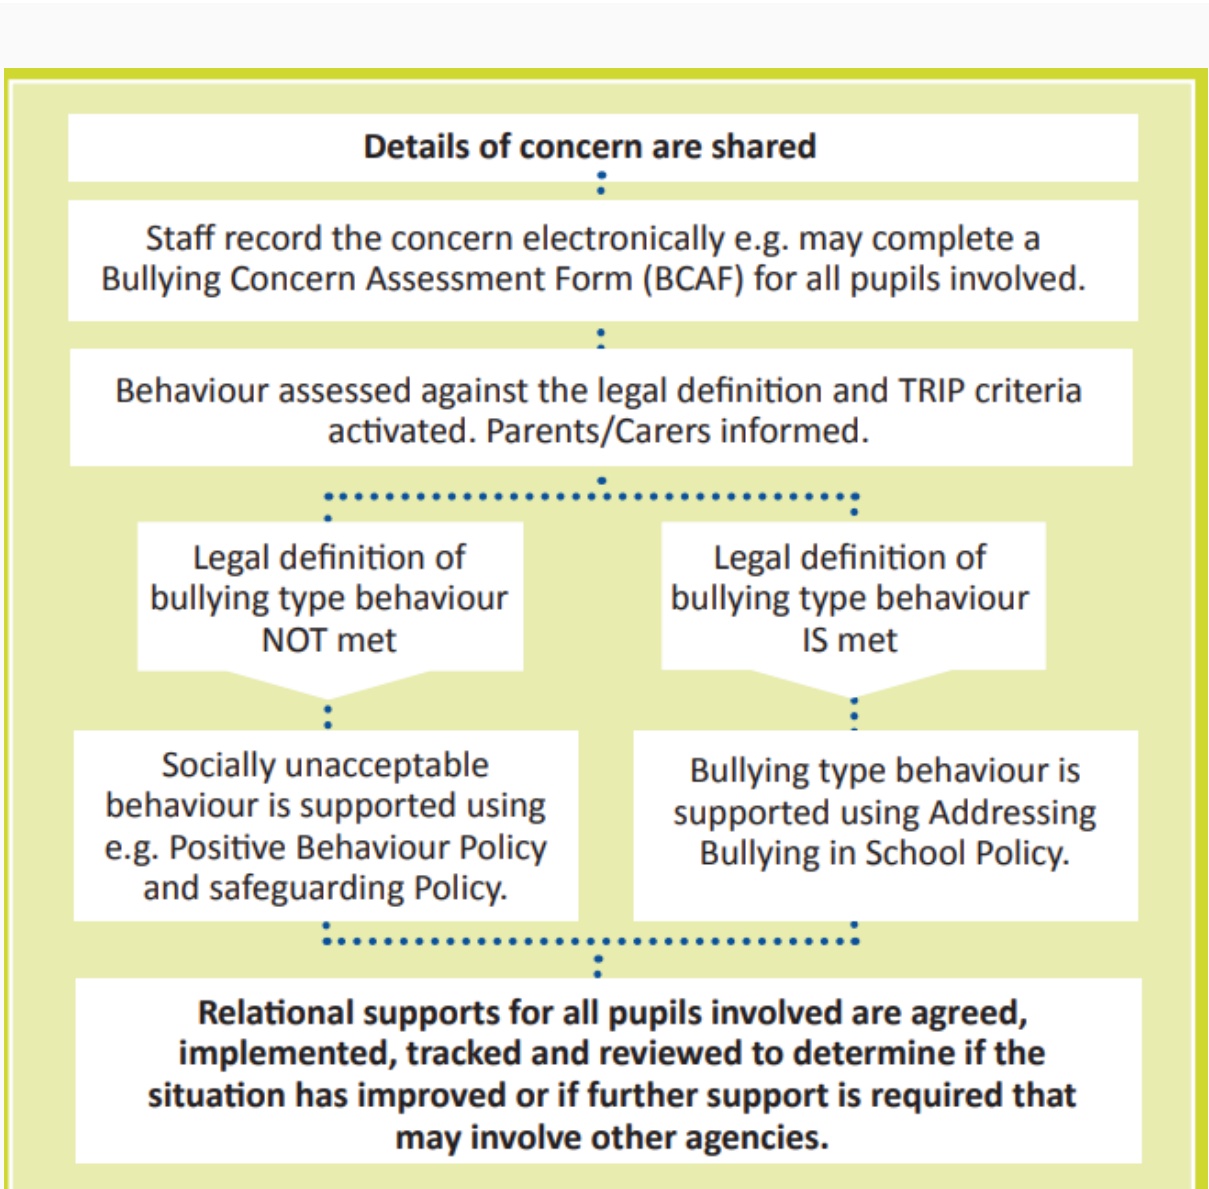 Details of concern are shared
Staff record the concern electronically e.g. may complete a
Bullying Concern Assessment Form (BCAF) for all pupils involved.
Behaviour assessed against the legal definition and TRIP criteria
activated. Parents/Carers informed.
Legal definition of
bullying type behaviour
NOT met
Legal definition of
bullying type behaviour
IS met
Socially unacceptable
behaviour is supported using
e.g. Positive Behaviour Policy
and safeguarding Policy.
Bullying type behaviour is
supported using Addressing
Bullying in School Policy.
Relational supports for all pupils involved are agreed,
implemented, tracked and reviewed to determine if the
situation has improved or if further support is required that
may involve other agencies.